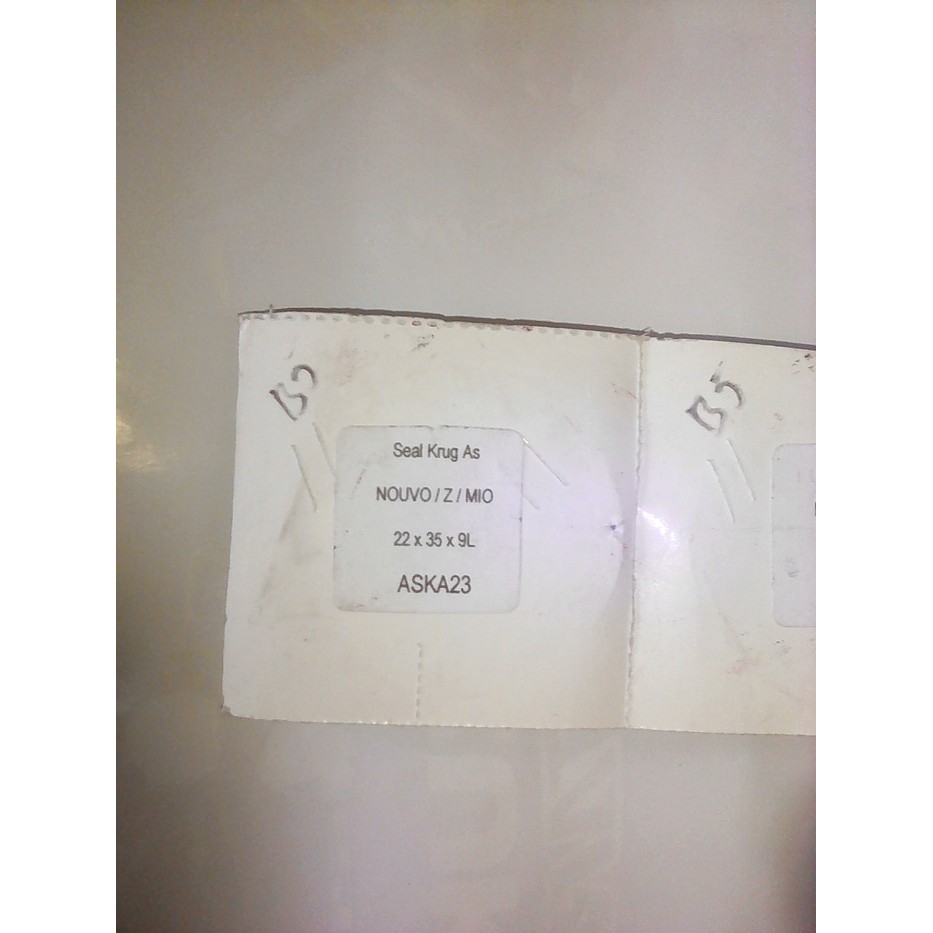 B5
Seal Krug As
NOUVO / Z / MIO
22 x 35 x 9L
ASKA23
B5